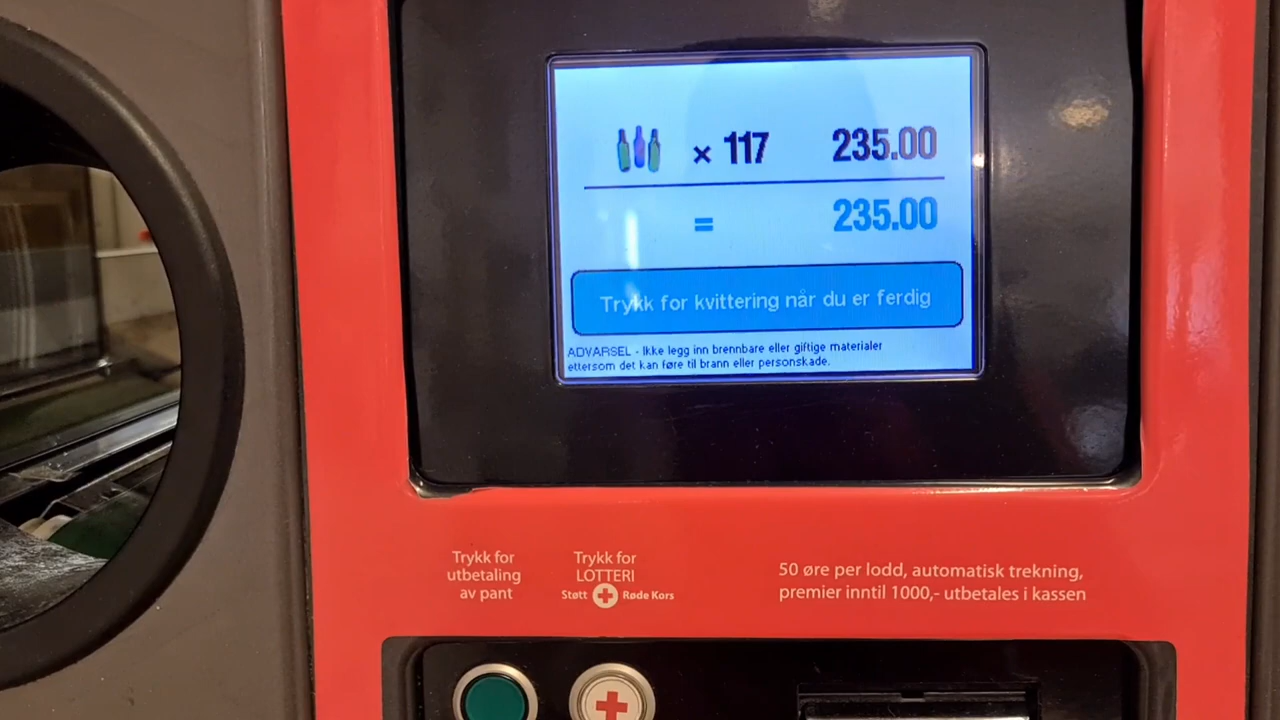 × 117 235.00
= 235.00
Trykk for kvittering når du er ferdig
ADVARSEL - Ikke legg inn brennbare eller giftige materialer
ettersom det kan føre til brann eller personskade.
Trykk for
utbetaling
av pant
Trykk for
LOTTERI
Støtt Røde Kors
50 øre per lodd, automatisk trekning,
premier inntil 1000,- utbetales i kassen